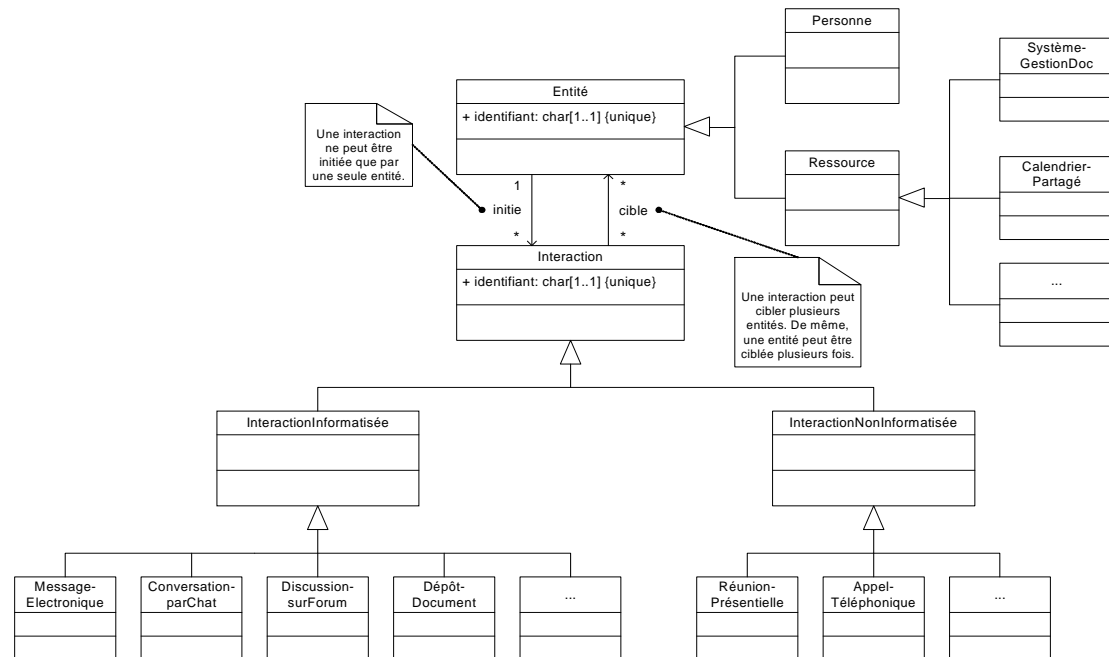 Personne
Système-
GestionDoc
Entité
+ identifiant: char[1..1] {unique}
Une interaction
ne peut être
initiée que par
une seule entité.
Ressource
Calendrier-
Partagé
1
*
initie
cible
*
*
Interaction
+ identifiant: char[1..1] {unique}
...
Une interaction peut
cibler plusieurs
entités. De même,
une entité peut être
ciblée plusieurs fois.
InteractionInformatisée
InteractionNonInformatisée
Message-
Electronique
Conversation-
parChat
Discussion-
surForum
Dépôt-
Document
...
Réunion-
Présentielle
Appel-
Téléphonique
...